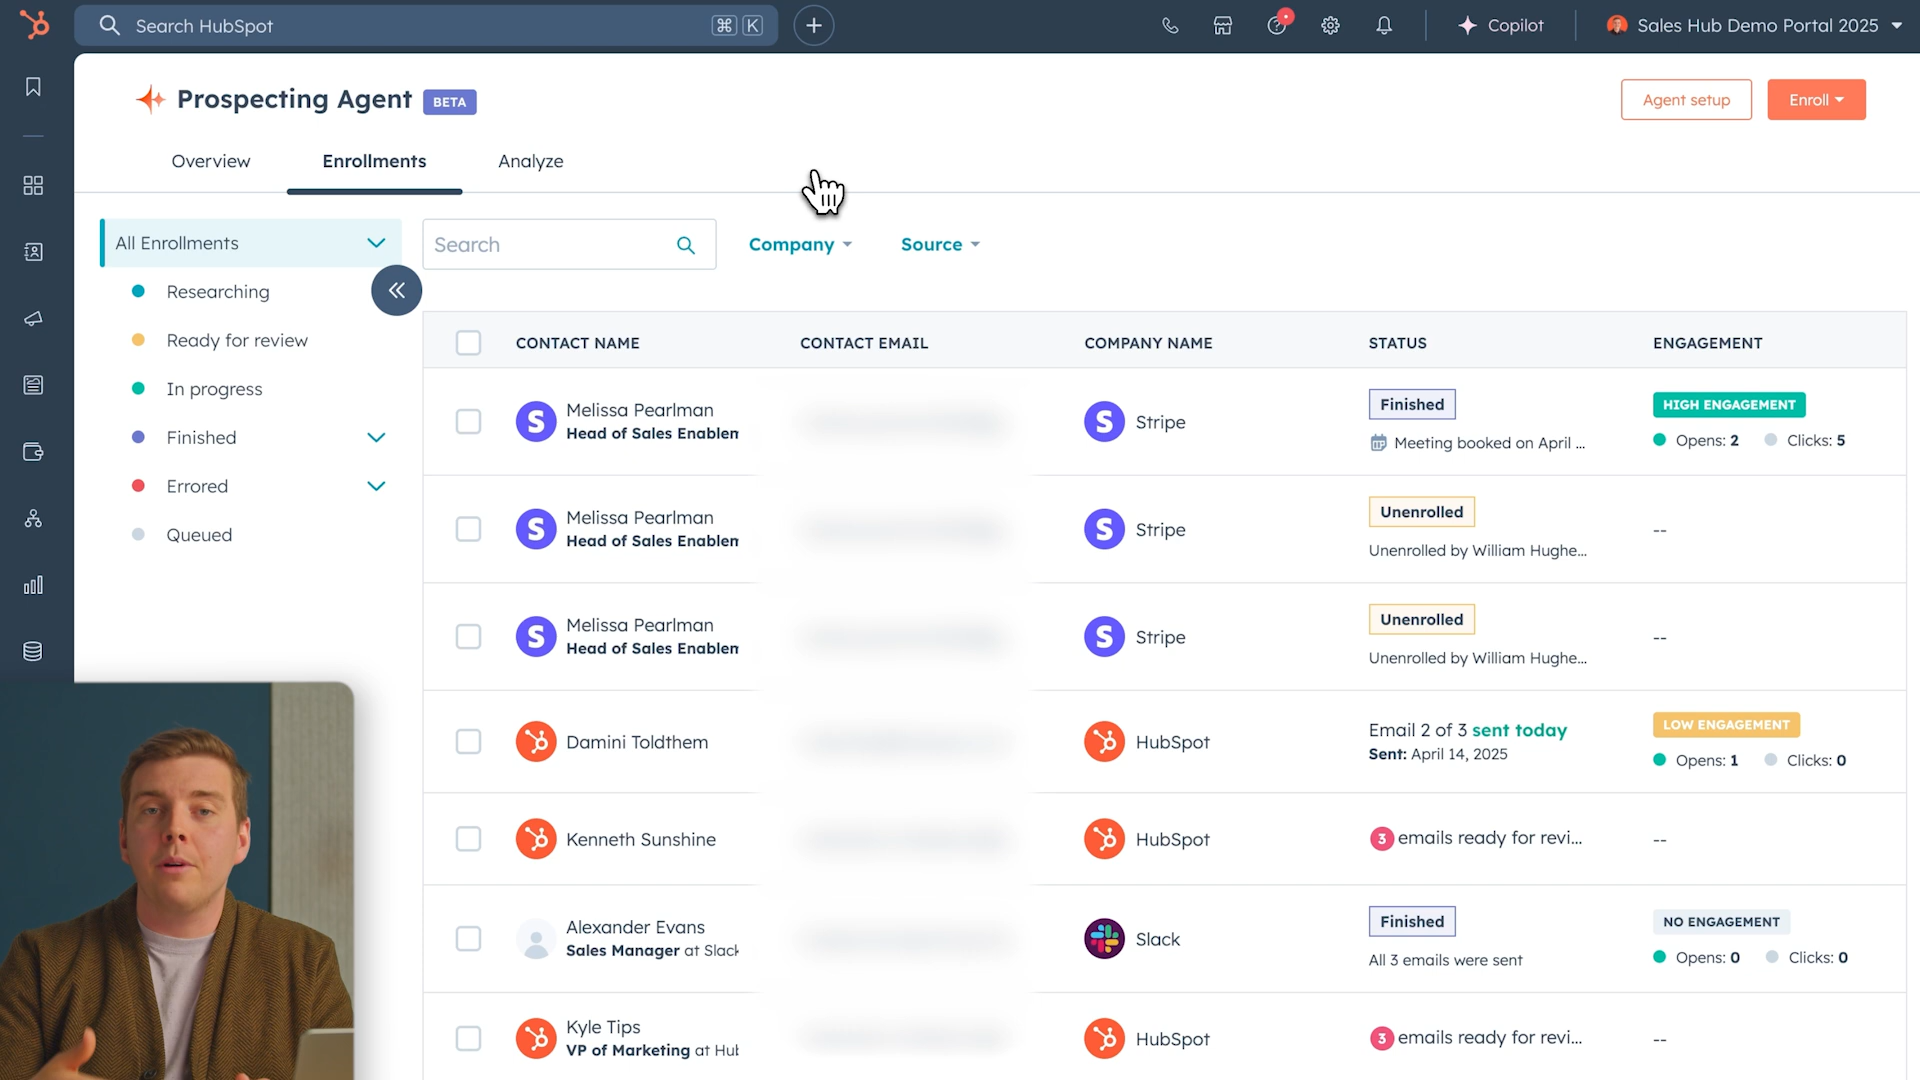 Search HubSpot
⌘ K
Copilot
Sales Hub Demo Portal 2025
Prospecting Agent BETA
Agent setup
Enroll
Overview
Enrollments
Analyze
All Enrollments
Researching
Ready for review
In progress
Finished
Errored
Queued
Search
Company
Source
CONTACT NAME CONTACT EMAIL COMPANY NAME STATUS ENGAGEMENT
Melissa Pearlman
Head of Sales Enablem
Stripe
Finished
Meeting booked on April ...
HIGH ENGAGEMENT
Opens: 2 Clicks: 5
Melissa Pearlman
Head of Sales Enablem
Stripe
Unenrolled
Unenrolled by William Hughe...
--
Melissa Pearlman
Head of Sales Enablem
Stripe
Unenrolled
Unenrolled by William Hughe...
--
Damini Toldthem
HubSpot
Email 2 of 3 sent today
Sent: April 14, 2025
LOW ENGAGEMENT
Opens: 1 Clicks: 0
Kenneth Sunshine
HubSpot
3 emails ready for revi...
--
Alexander Evans
Sales Manager at Slack
Slack
Finished
All 3 emails were sent
NO ENGAGEMENT
Opens: 0 Clicks: 0
Kyle Tips
VP of Marketing at Hub
HubSpot
3 emails ready for revi...
--